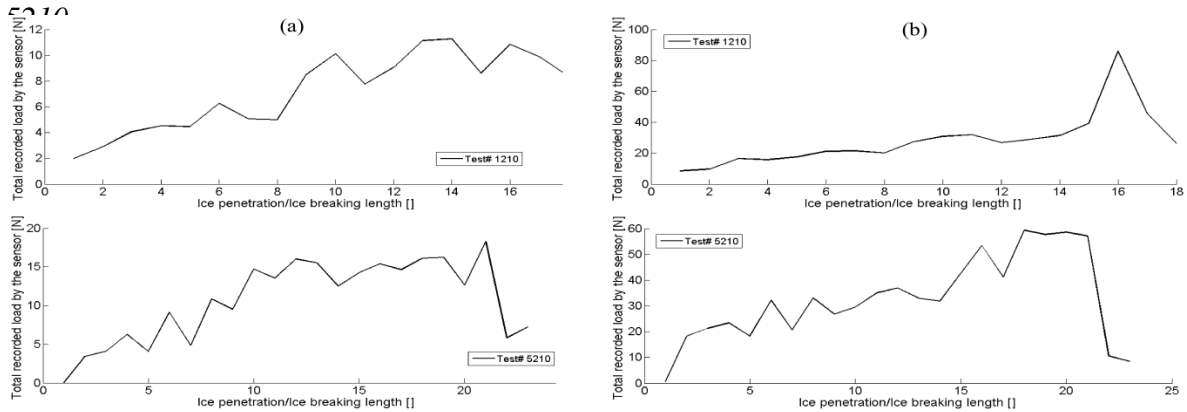 5210
(a)
Total recorded load by the sensor [N]
12
10
8
6
4
2
0
Test# 1210
0 2 4 6 8 10 12 14 16
Ice penetration/Ice breaking length []
(b)
Total recorded load by the sensor [N]
100
80
60
40
20
0
Test# 1210
0 2 4 6 8 10 12 14 16 18
Ice penetration/Ice breaking length []
Total recorded load by the sensor [N]
20
15
10
5
0
Test# 5210
5 10 15 20
Ice penetration/Ice breaking length []
Total recorded load by the sensor [N]
60
50
40
30
20
10
0
Test# 5210
0 5 10 15 20 25
Ice penetration/Ice breaking length []